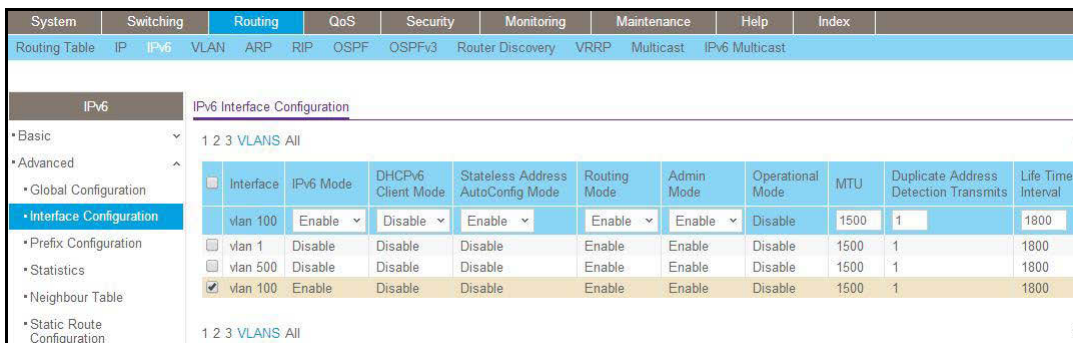 System Switching Routing QoS Security Monitoring Maintenance Help Index
Routing Table IP IPv6 VLAN ARP RIP OSPF OSPFv3 Router Discovery VRRP Multicast IPv6 Multicast
IPv6
Basic
Advanced
Global Configuration
Interface Configuration
Prefix Configuration
Statistics
Neighbour Table
Static Route
Configuration
IPv6 Interface Configuration
1 2 3 VLANS All
Interface IPv6 Mode DHCPv6 Client Mode Stateless Address AutoConfig Mode Routing Mode Admin Mode Operational Mode MTU Duplicate Address Detection Transmits Life Time Interval
vlan 100 Enable Disable Enable Enable Enable Disable 1500 1 1800
vlan 1 Disable Disable Disable Enable Enable Disable 1500 1 1800
vlan 500 Disable Disable Disable Enable Enable Disable 1500 1 1800
vlan 100 Enable Disable Disable Enable Enable Disable 1500 1 1800
1 2 3 VLANS All